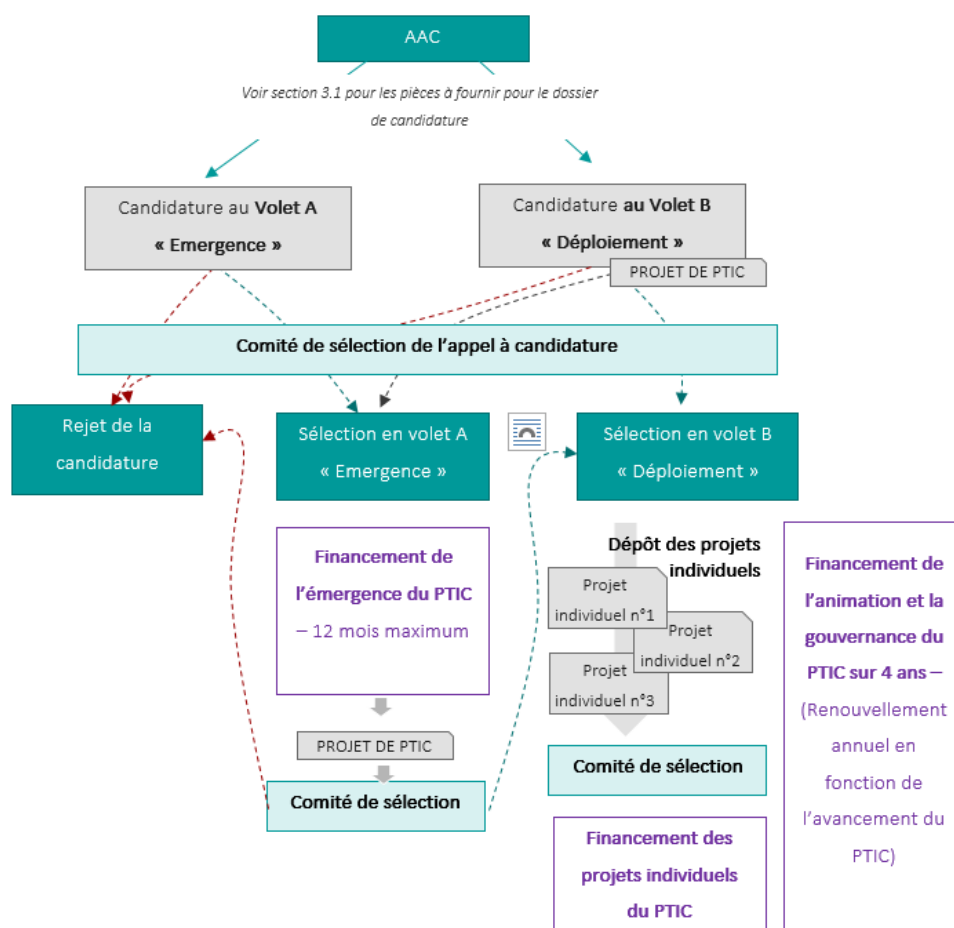 AAC
Voir section 3.1 pour les pièces à fournir pour le dossier
de candidature
Candidature au Volet A
« Emergence »
Candidature au Volet B
« Déploiement »
PROJET DE PTIC
Comité de sélection de l'appel à candidature
Rejet de la
candidature
Sélection en volet A
« Emergence »
Sélection en volet B
« Déploiement »
Financement de
l'émergence du PTIC
– 12 mois maximum
PROJET DE PTIC
Comité de sélection
Dépôt des projets
individuels
Projet
individuel n°1
Projet
individuel n°2
Projet
individuel n°3
Comité de sélection
Financement des
projets individuels
du PTIC
Financement de
l'animation et la
gouvernance du
PTIC sur 4 ans –
(Renouvellement
annuel en
fonction de
l'avancement du
PTIC)